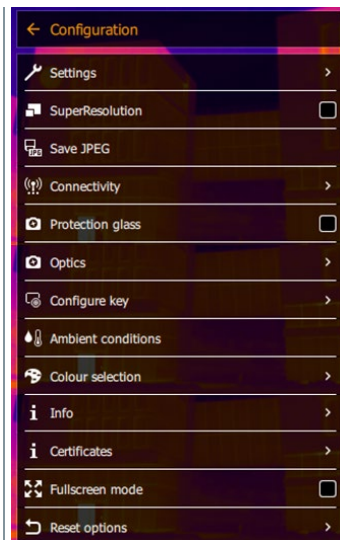 Configuration
Settings
SuperResolution
Save JPEG
Connectivity
Protection glass
Optics
Configure key
Ambient conditions
Colour selection
i Info
i Certificates
Fullscreen mode
Reset options